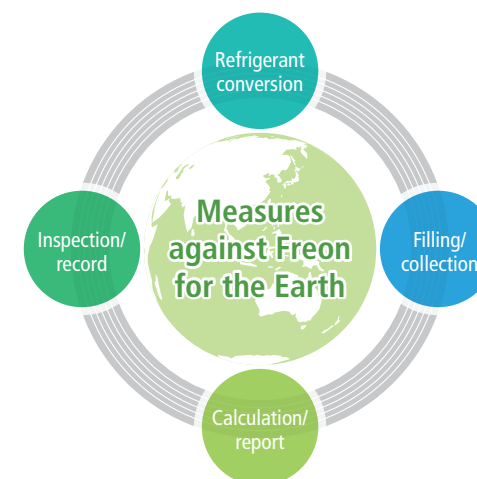 Refrigerant
conversion
Measures
against Freon
for the Earth
Inspection/
record
Filling/
collection
Calculation/
report